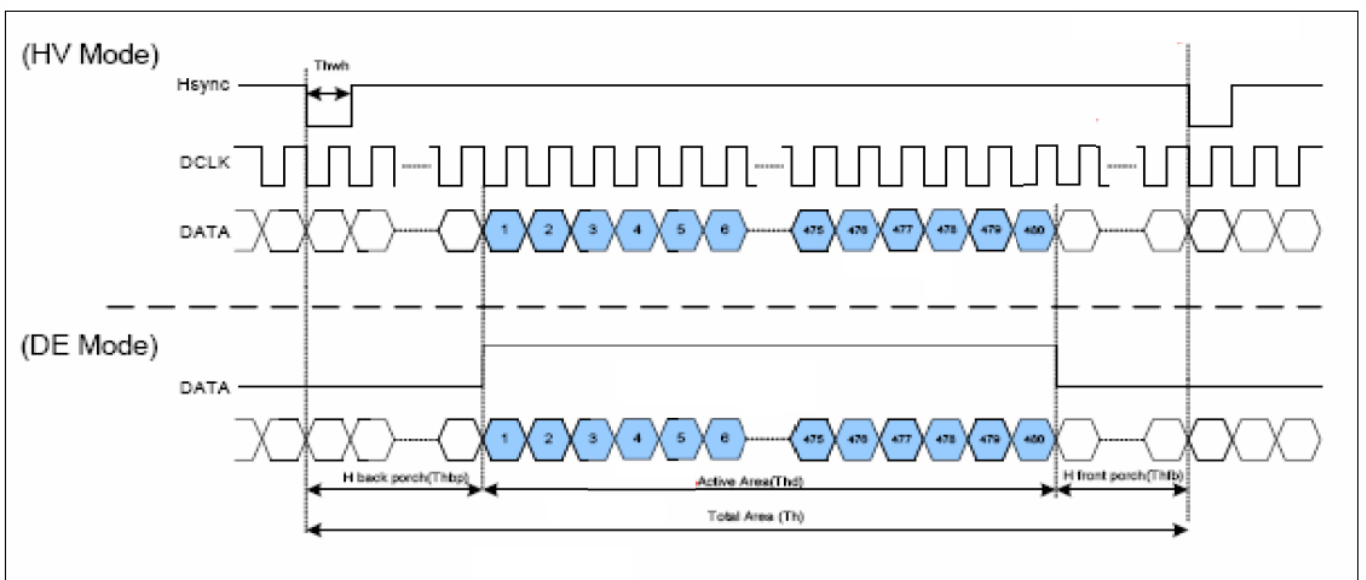 (HV Mode)
Thwh
Hsync
DCLK
DATA 1 2 3 4 5 6 475 476 477 478 479 480
(DE Mode)
DATA
1 2 3 4 5 6 475 476 477 478 479 480
H back porch(Thbp) Active Area(Thd) H front porch(Thfb)
Total Area (Th)